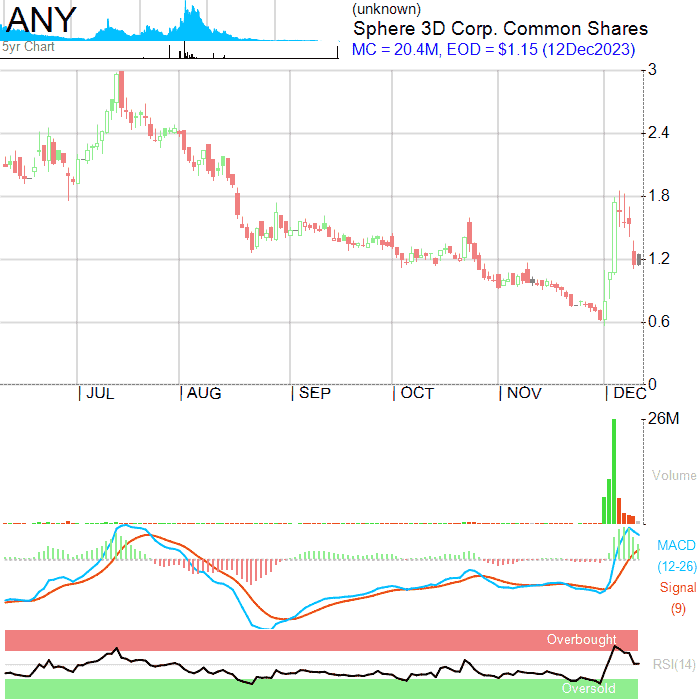 ANY
5yr Chart
(unknown)
Sphere 3D Corp. Common Shares
MC = 20.4M, EOD = $1.15 (12Dec2023)
3
2.4
1.8
1.2
0.6
0
JUL AUG SEP OCT NOV DEC
26M
Volume
MACD
(12-26)
Signal
(9)
Overbought
RSI(14)
Oversold